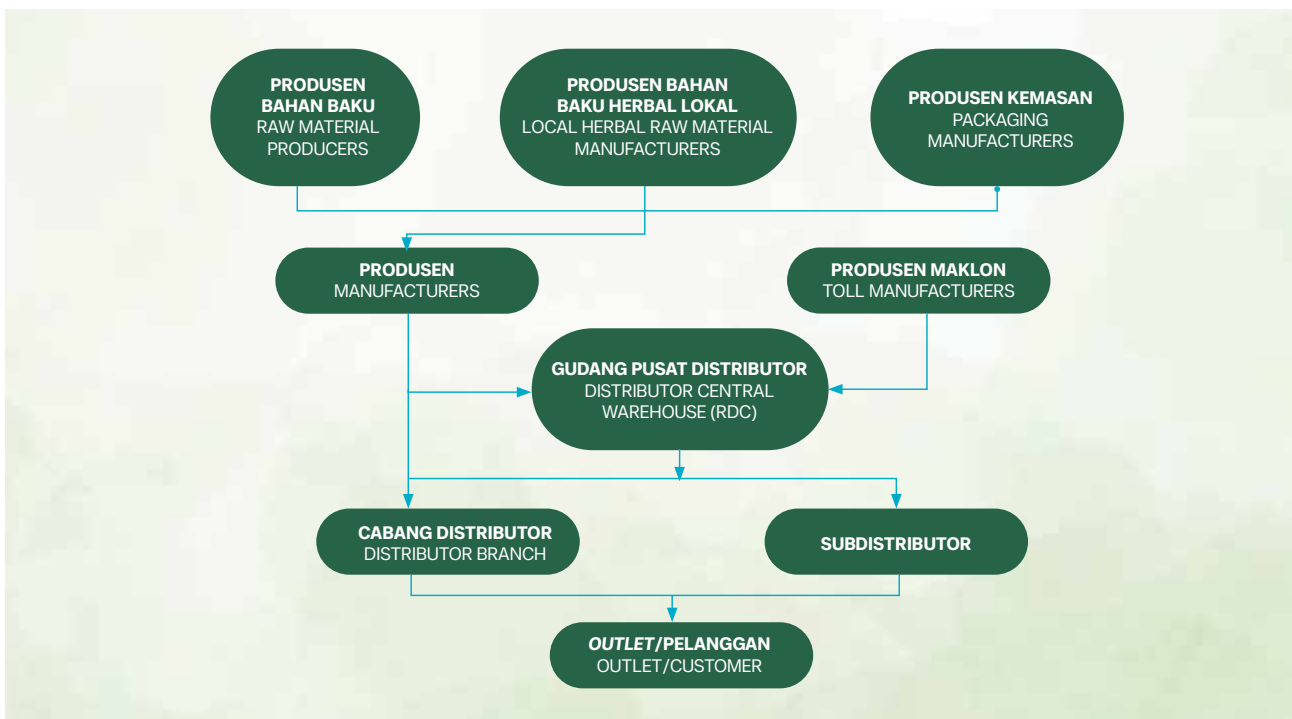 PRODUSEN
BAHAN BAKU
RAW MATERIAL
PRODUCERS
PRODUSEN BAHAN
BAKU HERBAL LOKAL
LOCAL HERBAL RAW MATERIAL
MANUFACTURERS
PRODUSEN KEMASAN
PACKAGING
MANUFACTURERS
PRODUSEN
MANUFACTURERS
PRODUSEN MAKLON
TOLL MANUFACTURERS
GUDANG PUSAT DISTRIBUTOR
DISTRIBUTOR CENTRAL
WAREHOUSE (RDC)
CABANG DISTRIBUTOR
DISTRIBUTOR BRANCH
SUBDISTRIBUTOR
OUTLET/PELANGGAN
OUTLET/CUSTOMER